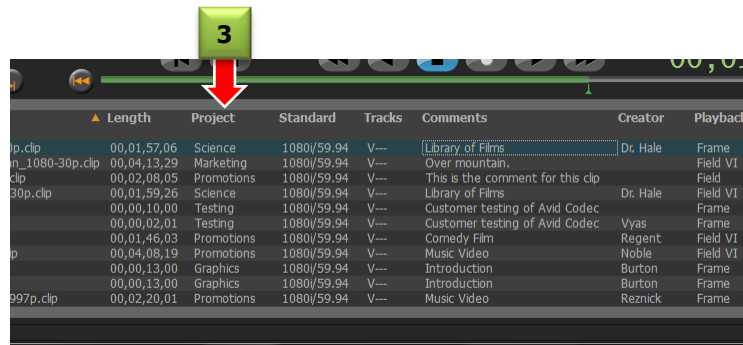 3
00,01
Length Project Standard Tracks Comments Creator Playback
0p.clip 00,01,57,06 Science 1080i/59.94 V--- Library of Films Dr. Hale Frame
n_1080-30p.clip 00,04,13,29 Marketing 1080i/59.94 V--- Over mountain. Field VI
clip 00,02,08,05 Promotions 1080i/59.94 V--- This is the comment for this clip Field
30p.clip 00,01,59,26 Science 1080i/59.94 V--- Library of Films Dr. Hale Field VI
00,00,10,00 Testing 1080i/59.94 V--- Customer testing of Avid Codec Frame
00,00,02,01 Testing 1080i/59.94 V--- Customer testing of Avid Codec Vyas Frame
00,01,46,03 Promotions 1080i/59.94 V--- Comedy Film Regent Field VI
ip 00,04,08,19 Promotions 1080i/59.94 V--- Music Video Noble Field VI
00,00,13,00 Graphics 1080i/59.94 V--- Introduction Burton Frame
00,00,13,00 Graphics 1080i/59.94 V--- Introduction Burton Frame
997p.clip 00,02,20,01 Promotions 1080i/59.94 V--- Music Video Reznick Frame